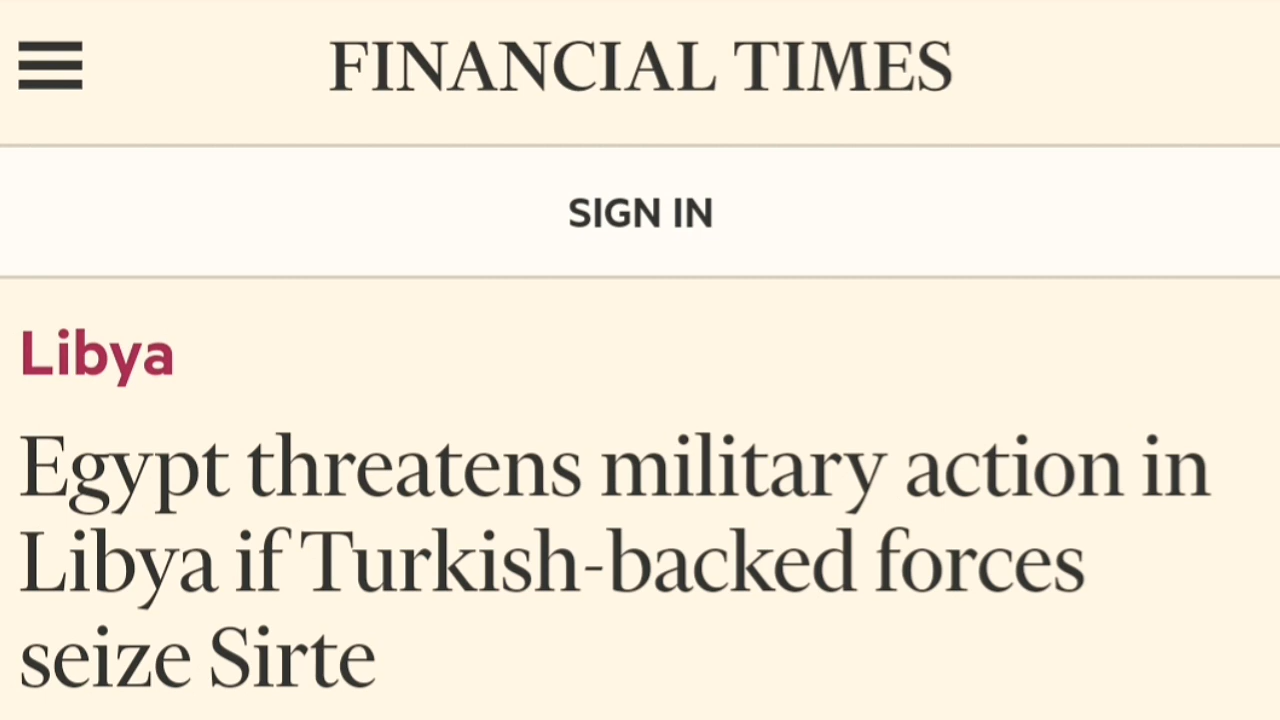 FINANCIAL TIMES
SIGN IN
Libya
Egypt threatens military action in
Libya if Turkish-backed forces
seize Sirte